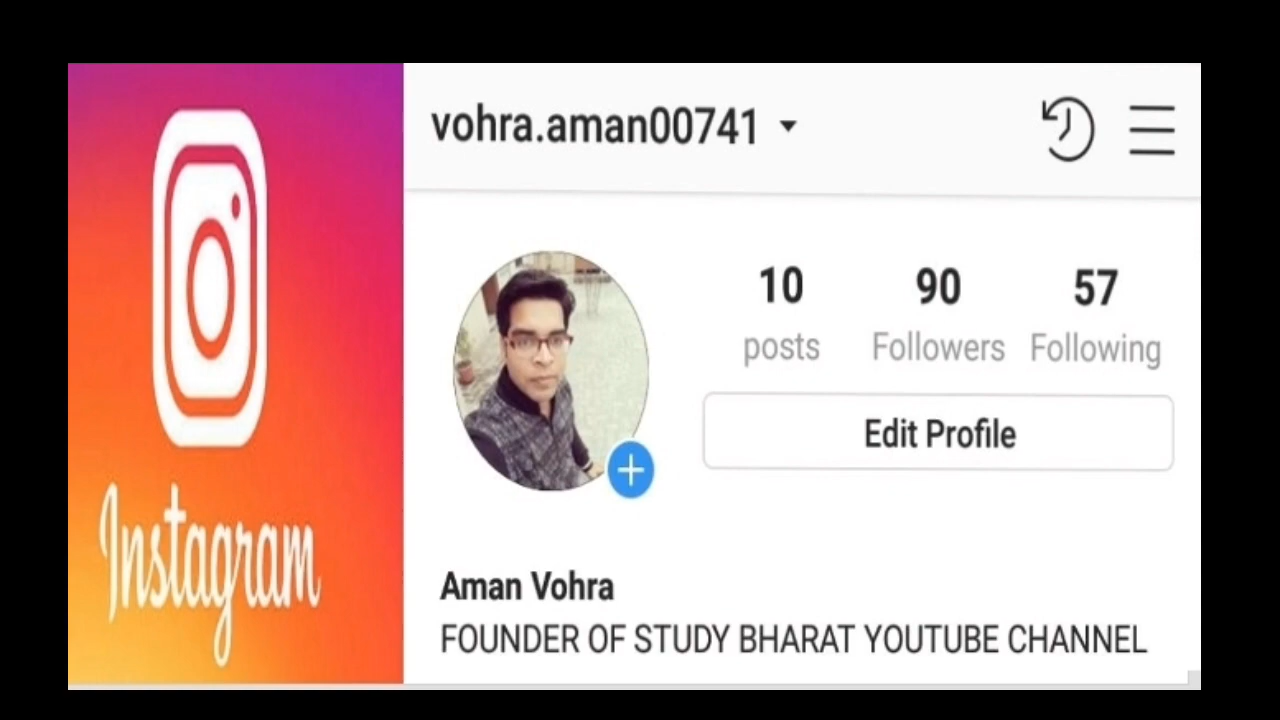 Instagram
vohra.aman00741
10 90 57
posts Followers Following
Edit Profile
Aman Vohra
FOUNDER OF STUDY BHARAT YOUTUBE CHANNEL